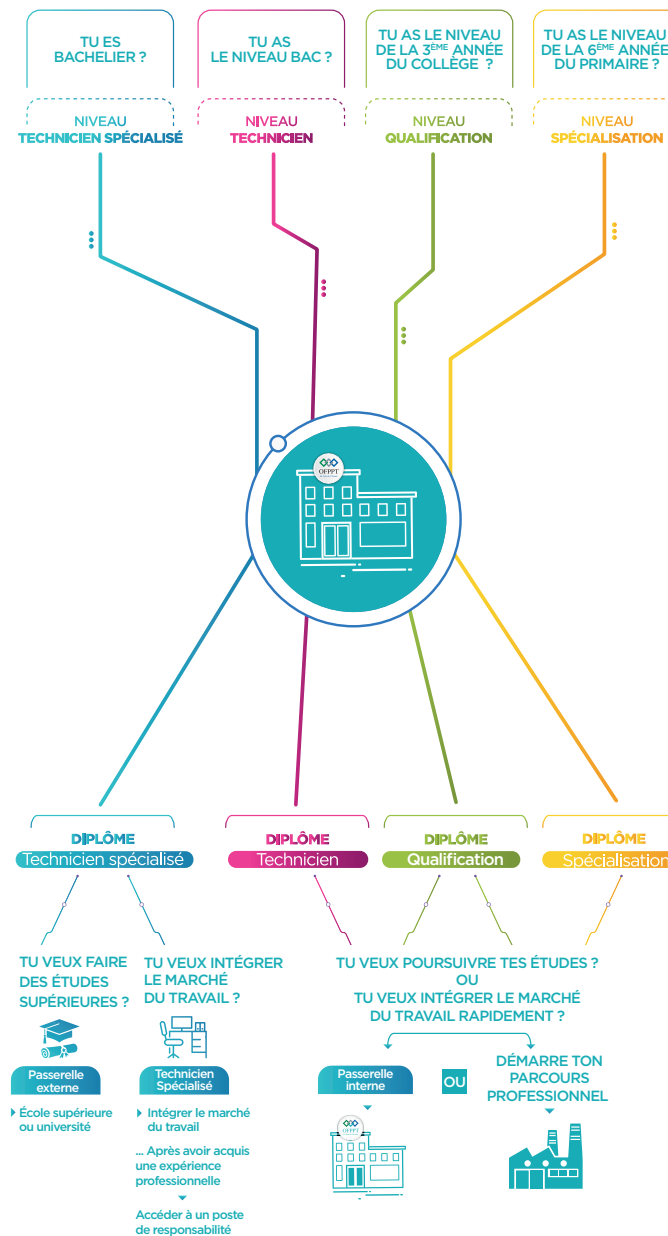 TU ES
BACHELIER ?
TU AS
LE NIVEAU BAC ?
TU AS LE NIVEAU
DE LA 3ÈME ANNÉE
DU COLLÈGE ?
TU AS LE NIVEAU
DE LA 6ÈME ANNÉE
DU PRIMAIRE ?
NIVEAU
TECHNICIEN SPÉCIALISÉ
NIVEAU
TECHNICIEN
NIVEAU
QUALIFICATION
NIVEAU
SPÉCIALISATION
OFPPT
DIPLÔME
Technicien spécialisé
DIPLÔME
Technicien
DIPLÔME
Qualification
DIPLÔME
Spécialisation
TU VEUX FAIRE
DES ÉTUDES
SUPÉRIEURES ?
Passerelle
externe
École supérieure
ou université
TU VEUX INTÉGRER
LE MARCHÉ
DU TRAVAIL ?
Technicien
Spécialisé
Intégrer le marché
du travail
... Après avoir acquis
une expérience
professionnelle
Accéder à un poste
de responsabilité
TU VEUX POURSUIVRE TES ÉTUDES ?
OU
TU VEUX INTÉGRER LE MARCHÉ
DU TRAVAIL RAPIDEMENT ?
Passerelle
interne
OFPPT
OU
DÉMARRE TON
PARCOURS
PROFESSIONNEL